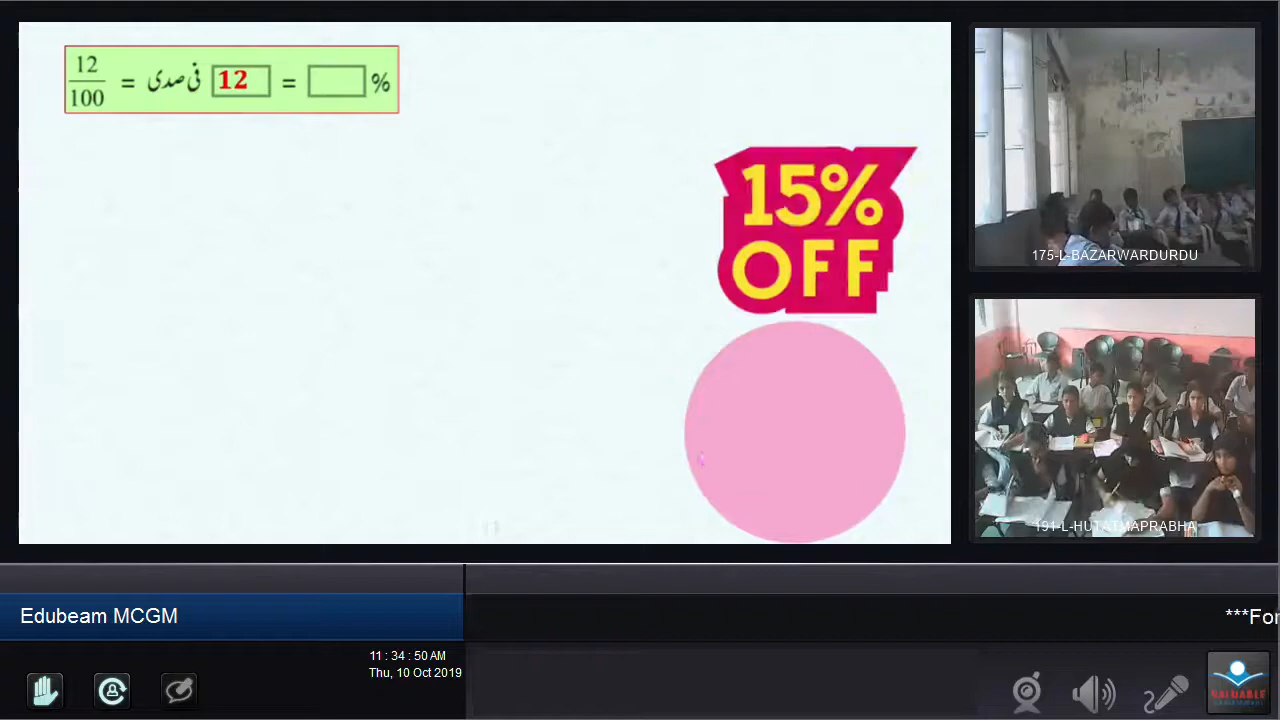 12/100 = فی صدی 12 = %
15%
OFF
175-L-BAZARWARDURDU
191-L-HUTATMAPRABHA
Edubeam MCGM
***For
11 : 34 : 50 AM
Thu, 10 Oct 2019
VALUABLE